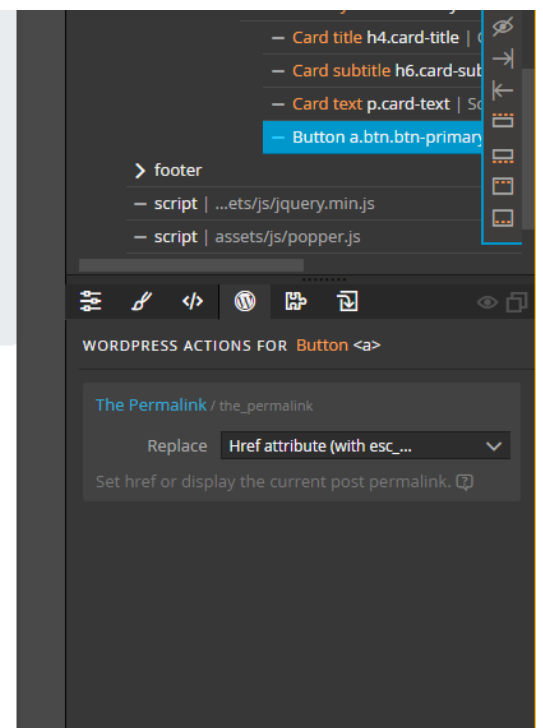 — Card title h4.card-title |
— Card subtitle h6.card-sub
— Card text p.card-text | Sc
— Button a.btn.btn-primary
footer
— script | ...ets/js/jquery.min.js
— script | assets/js/popper.js
WORDPRESS ACTIONS FOR Button <a>
The Permalink / the_permalink
Replace Href attribute (with esc_...
Set href or display the current post permalink.